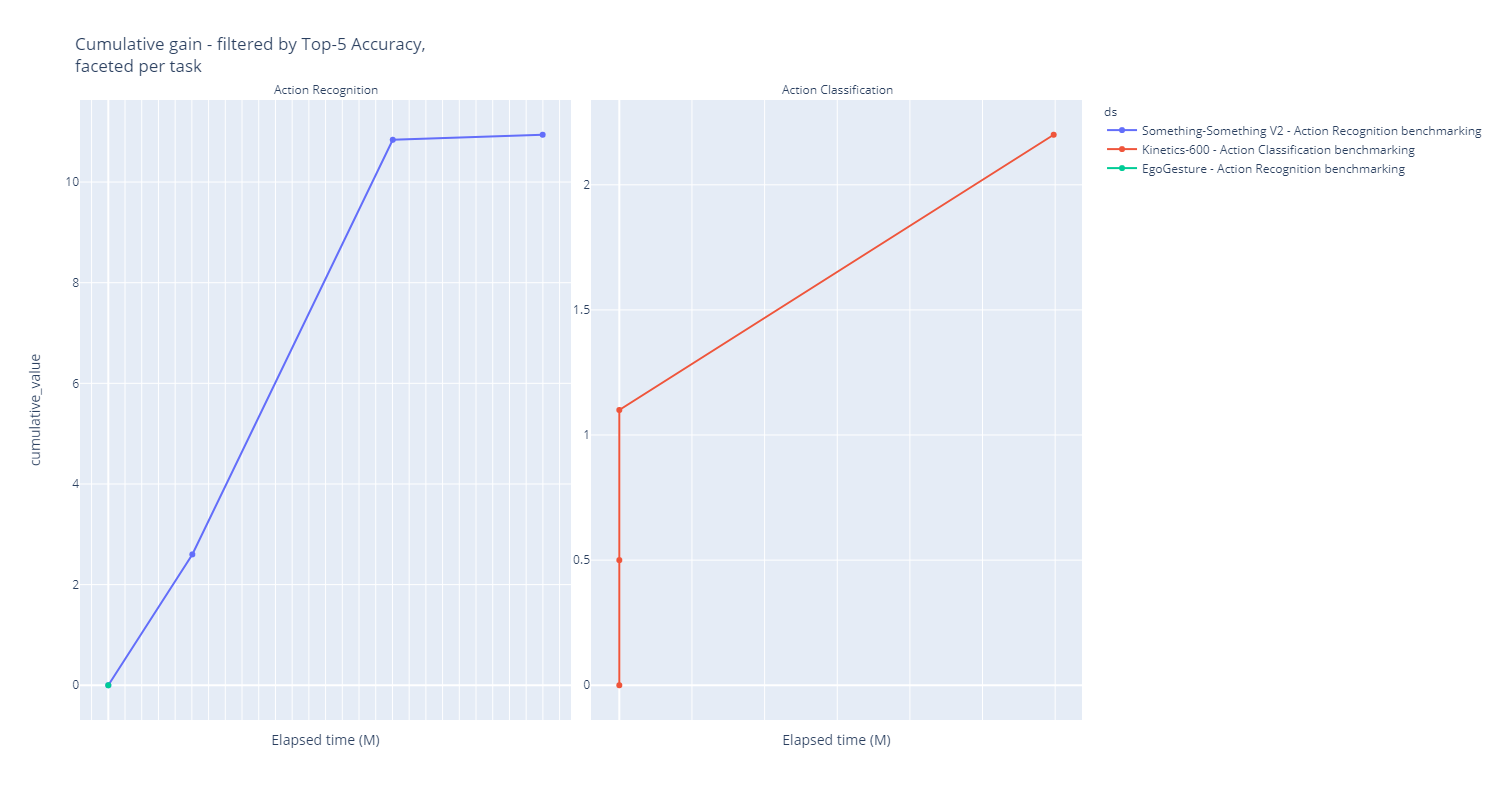 Cumulative gain - filtered by Top-5 Accuracy,
faceted per task
Action Recognition
Action Classification
cumulative_value
10
8
6
4
2
0
2
1.5
1
0.5
0
Elapsed time (M)
Elapsed time (M)
ds
Something-Something V2 - Action Recognition benchmarking
Kinetics-600 - Action Classification benchmarking
EgoGesture - Action Recognition benchmarking